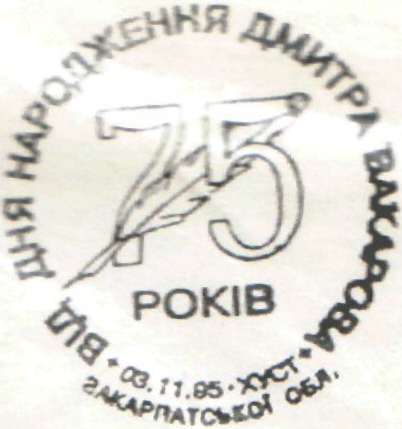 75
РОКІВ
ВІД ДНЯ НАРОДЖЕННЯ ДМИТРА ВАКАРОВА
03.11.95·ХУСТ
ЗАКАРПАТСЬКОЇ ОБЛ.